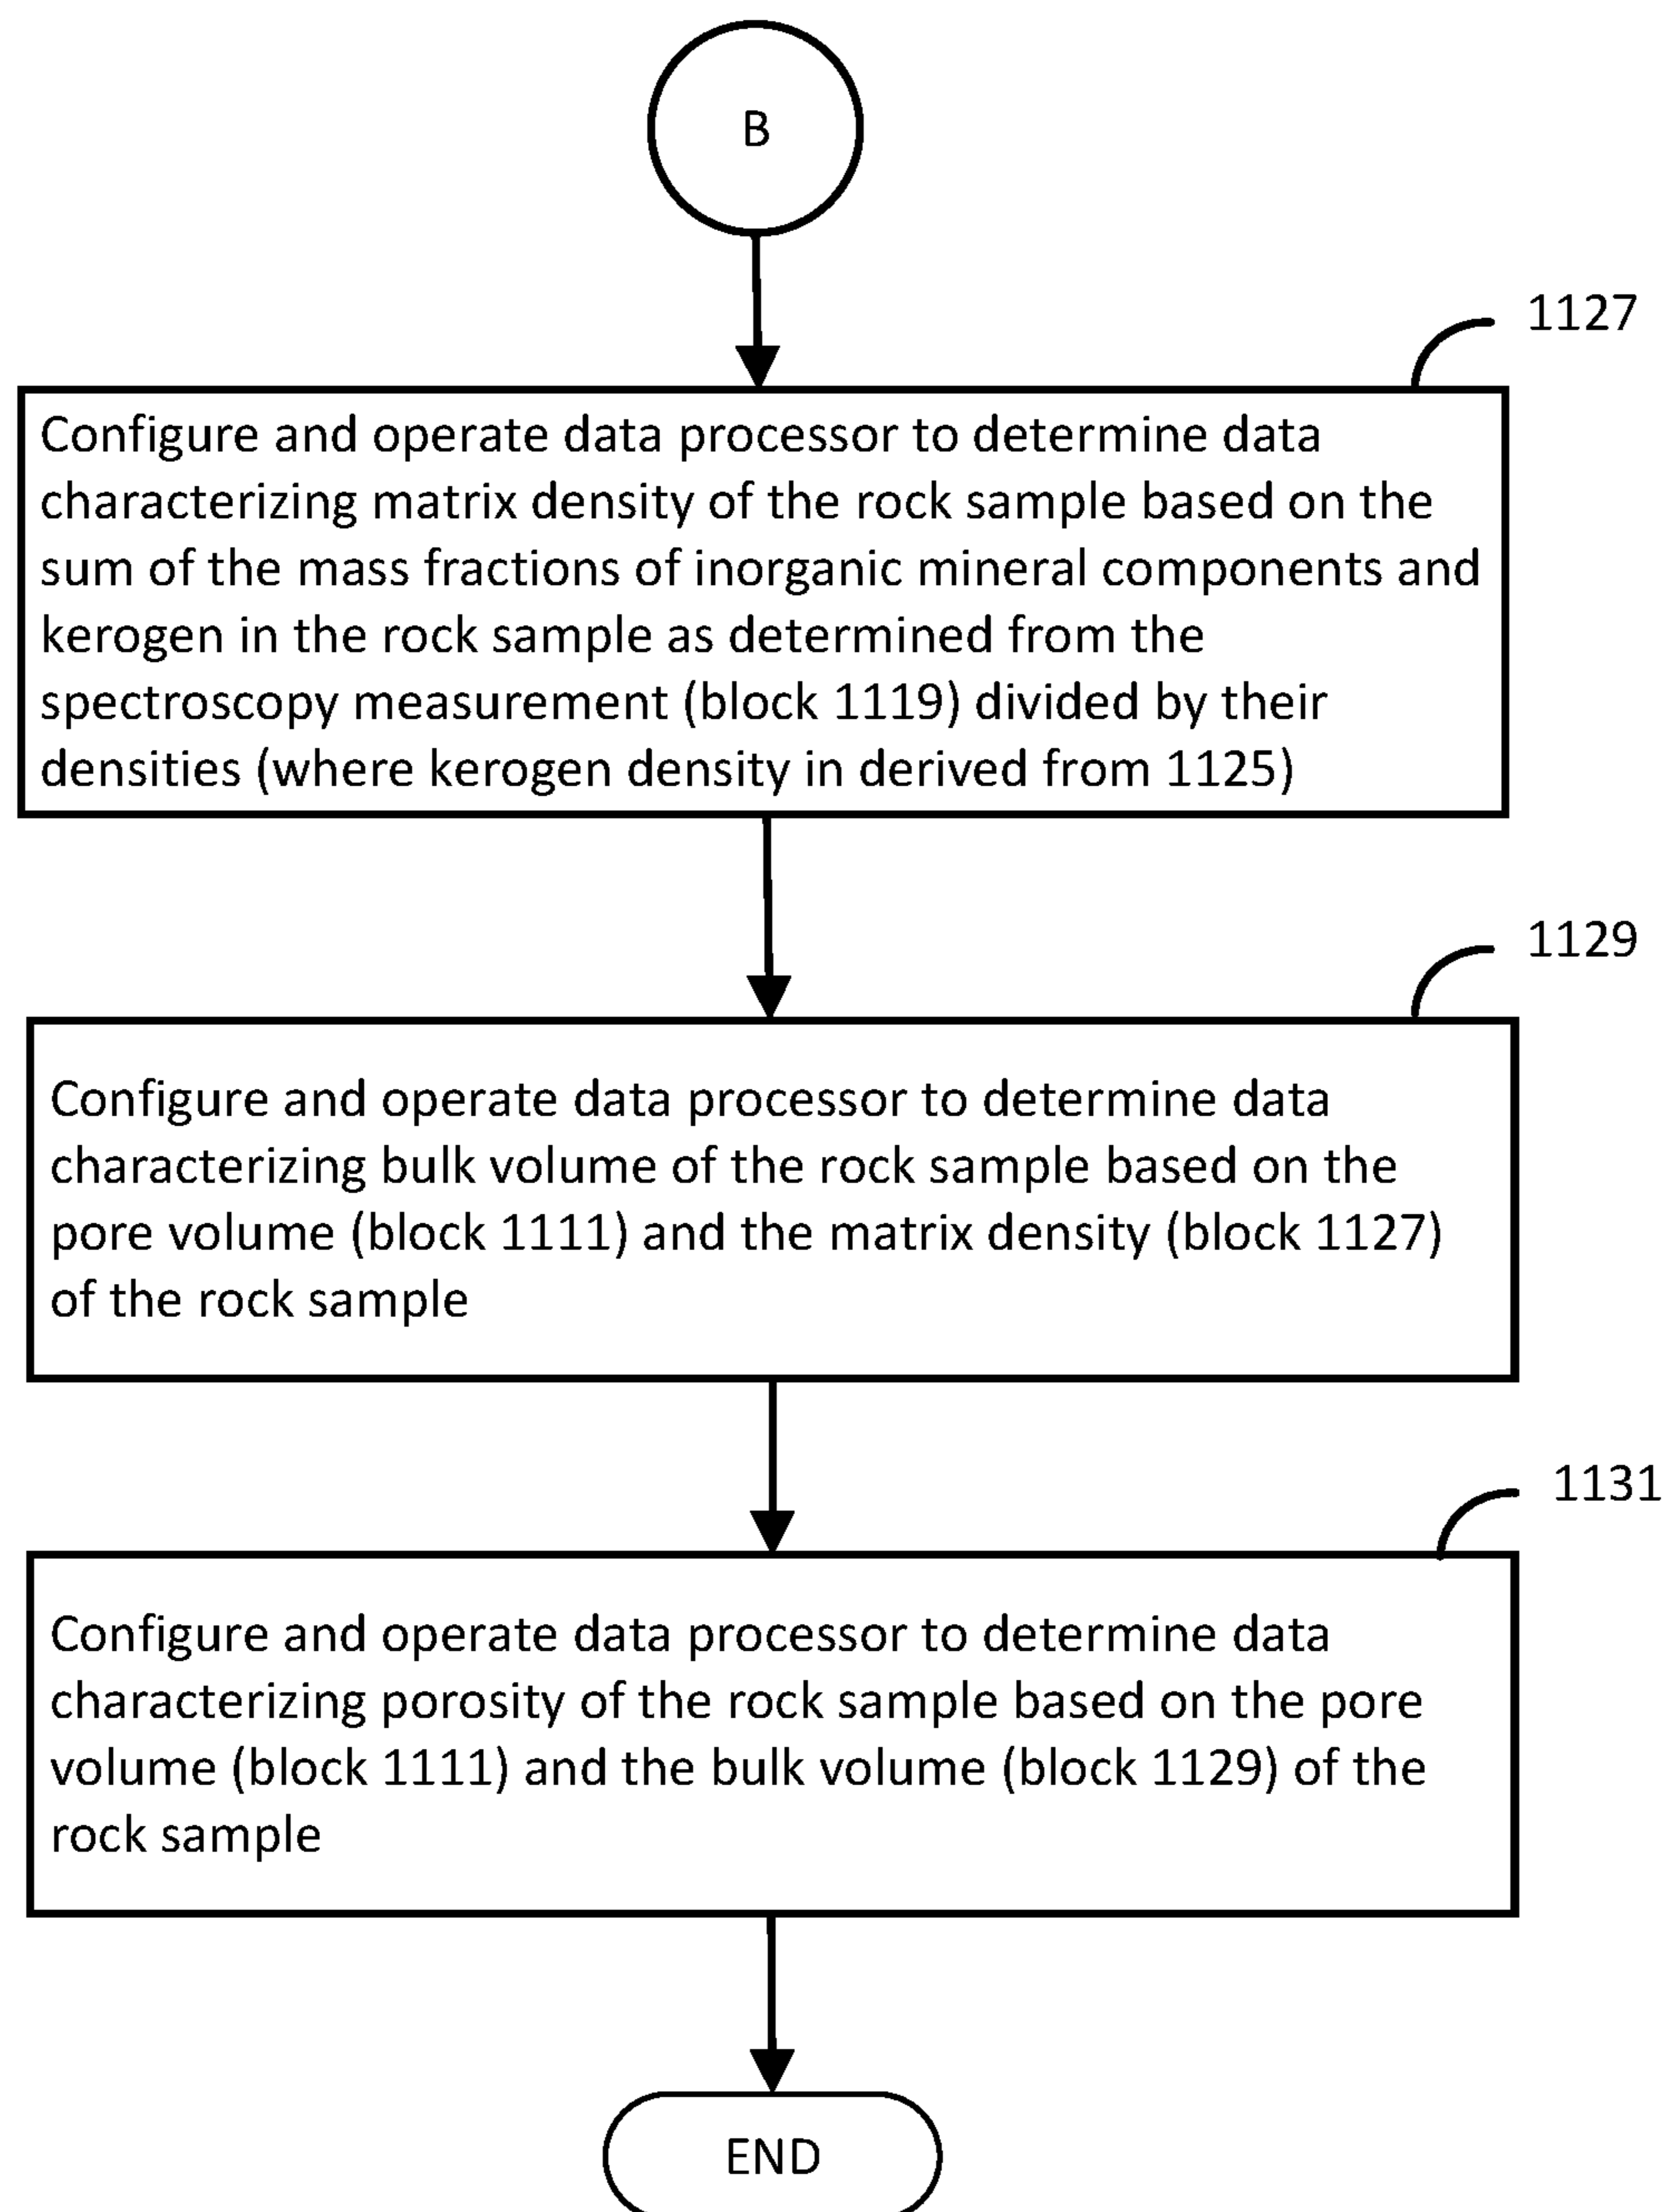 B
1127
Configure and operate data processor to determine data
characterizing matrix density of the rock sample based on the
sum of the mass fractions of inorganic mineral components and
kerogen in the rock sample as determined from the
spectroscopy measurement (block 1119) divided by their
densities (where kerogen density in derived from 1125)
1129
Configure and operate data processor to determine data
characterizing bulk volume of the rock sample based on the
pore volume (block 1111) and the matrix density (block 1127)
of the rock sample
1131
Configure and operate data processor to determine data
characterizing porosity of the rock sample based on the pore
volume (block 1111) and the bulk volume (block 1129) of the
rock sample
END